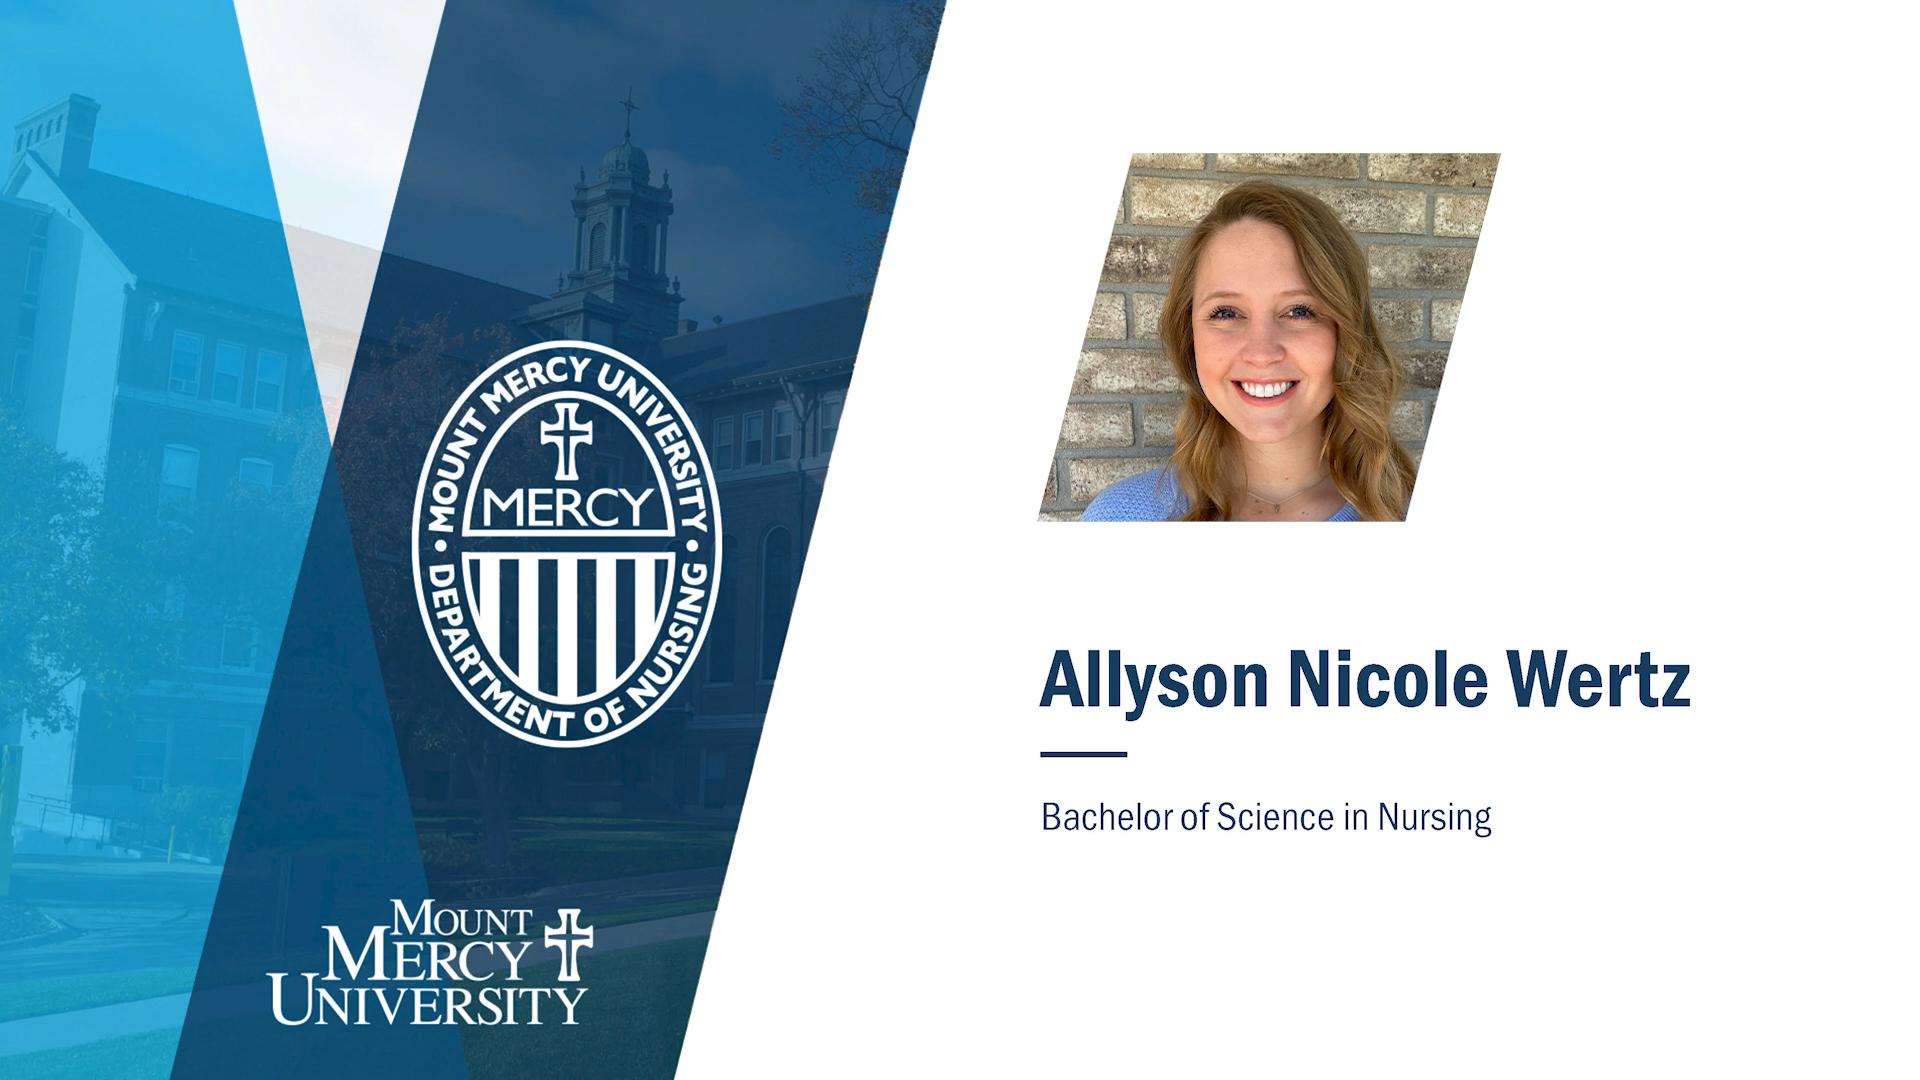 MOUNT MERCY UNIVERSITY
MERCY
DEPARTMENT OF NURSING
MOUNT
MERCY
UNIVERSITY
Allyson Nicole Wertz
Bachelor of Science in Nursing